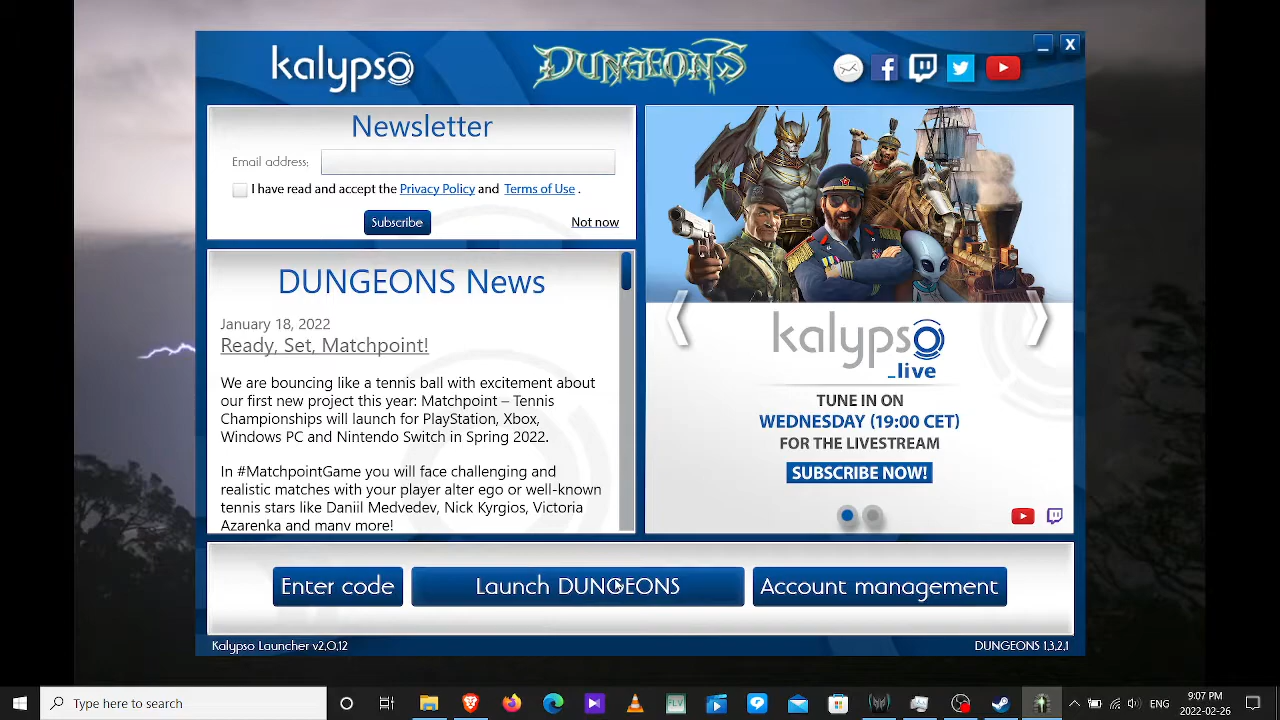 kalypso
DUNGEONS
X
Newsletter
Email address:
I have read and accept the Privacy Policy and Terms of Use .
Subscribe
Not now
DUNGEONS News
January 18, 2022
Ready, Set, Matchpoint!
We are bouncing like a tennis ball with excitement about
our first new project this year: Matchpoint – Tennis
Championships will launch for PlayStation, Xbox,
Windows PC and Nintendo Switch in Spring 2022.
In #MatchpointGame you will face challenging and
realistic matches with your player alter ego or well-known
tennis stars like Daniil Medvedev, Nick Kyrgios, Victoria
Azarenka and many more!
kalypso
_live
TUNE IN ON
WEDNESDAY (19:00 CET)
FOR THE LIVESTREAM
SUBSCRIBE NOW!
Enter code
Launch DUNGEONS
Account management
Kalypso Launcher v2.0.12
DUNGEONS 1.3.2.1
Type here to search
FLV
ENG
9:07 PM
2022-02-26